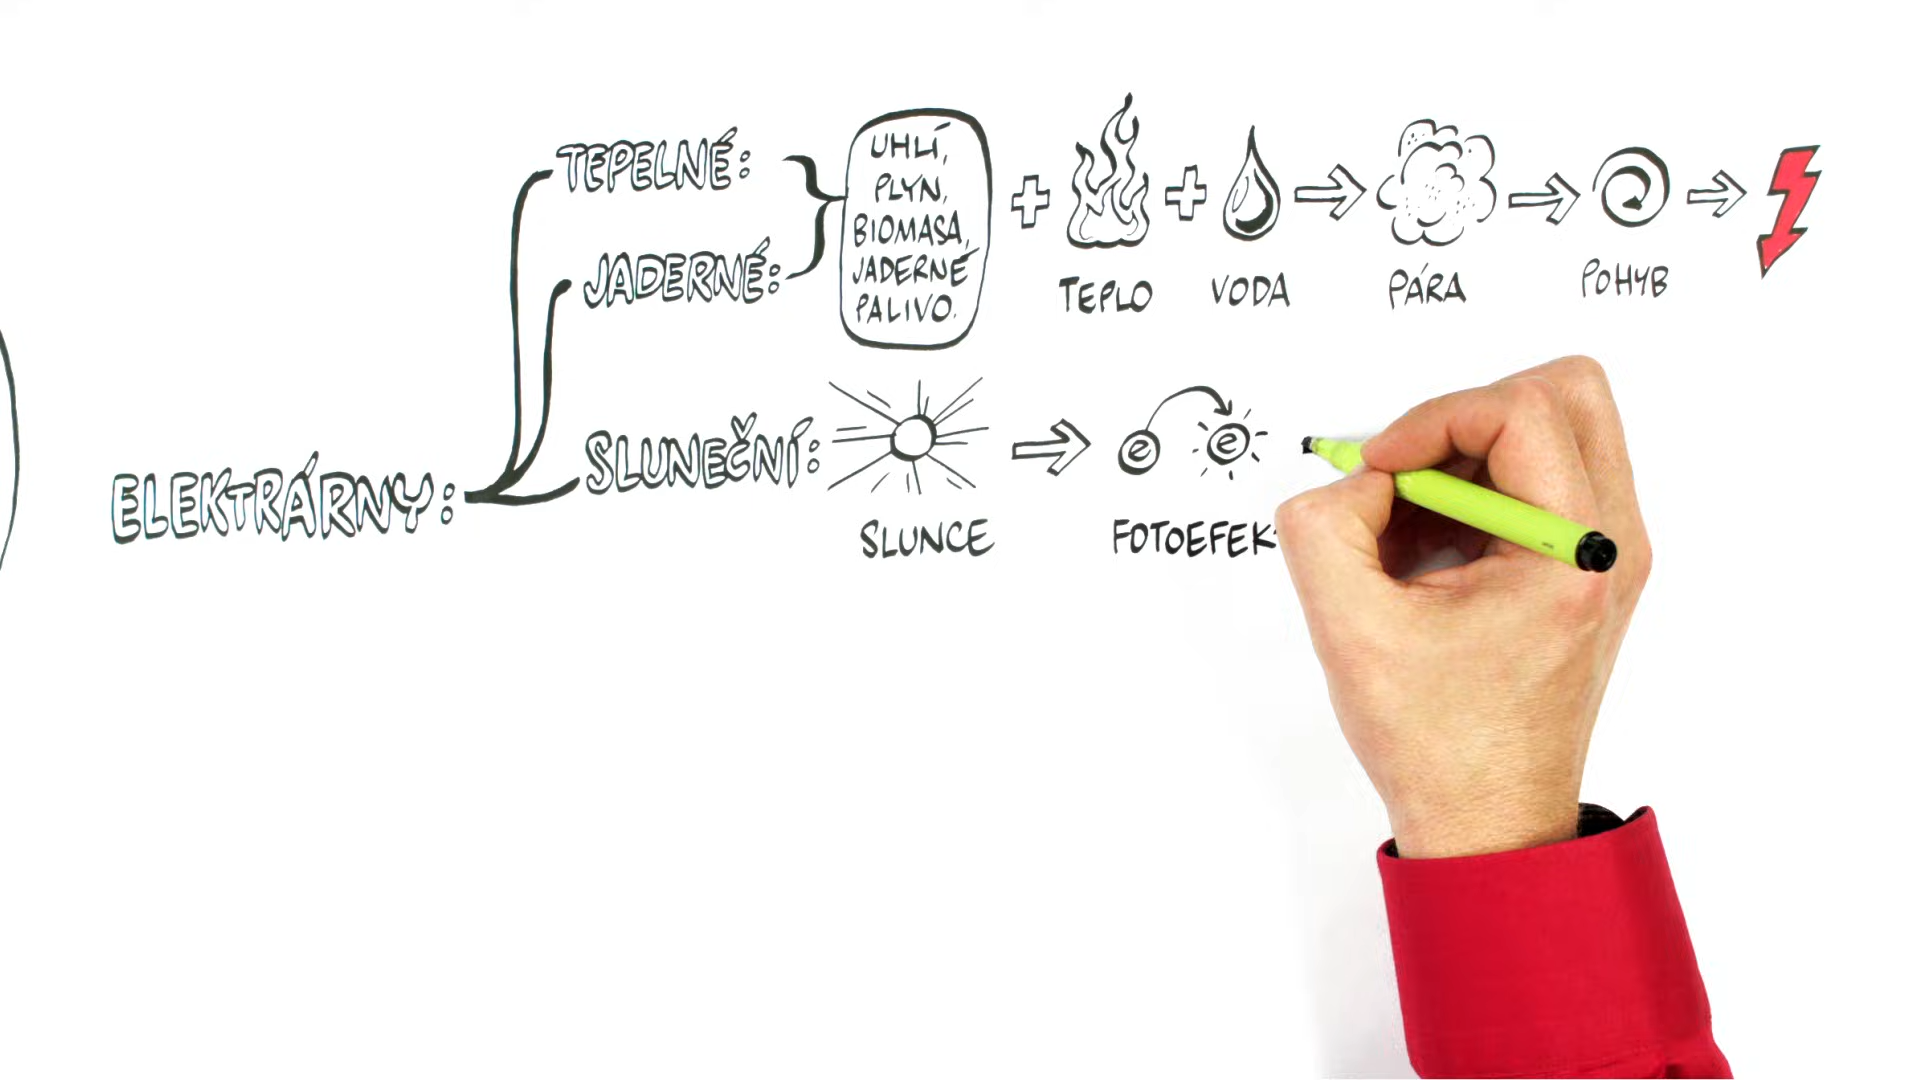 TEPELNÉ:
JADERNÉ:
UHLÍ,
PLYN,
BIOMASA,
JADERNÉ
PALIVO.
TEPLO
VODA
PÁRA
POHYB
ELEKTRÁRNY:
SLUNEČNÍ:
e e
SLUNCE
FOTOEFEK